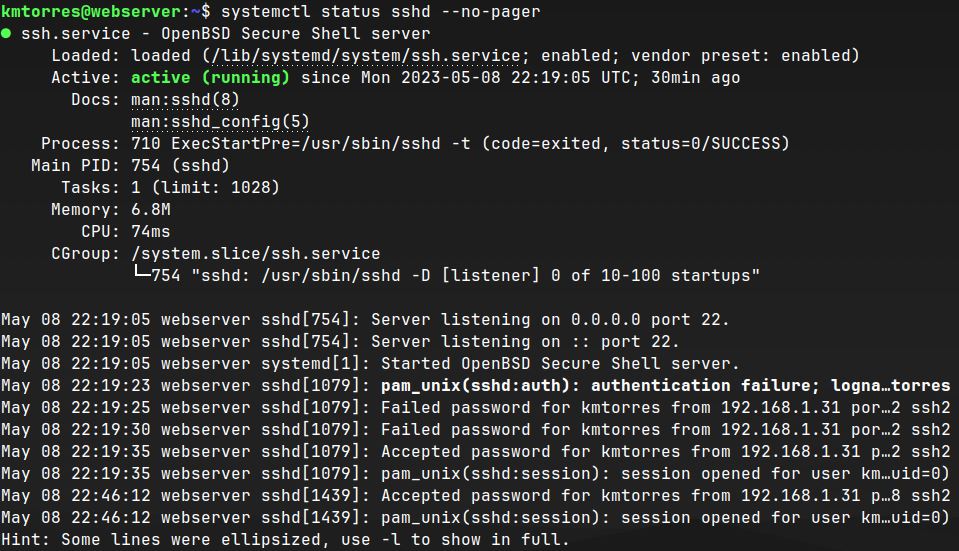 kmtorres@webserver:~$ systemctl status sshd --no-pager
● ssh.service - OpenBSD Secure Shell server
     Loaded: loaded (/lib/systemd/system/ssh.service; enabled; vendor preset: enabled)
     Active: active (running) since Mon 2023-05-08 22:19:05 UTC; 30min ago
       Docs: man:sshd(8)
             man:sshd_config(5)
    Process: 710 ExecStartPre=/usr/sbin/sshd -t (code=exited, status=0/SUCCESS)
   Main PID: 754 (sshd)
      Tasks: 1 (limit: 1028)
     Memory: 6.8M
        CPU: 74ms
     CGroup: /system.slice/ssh.service
             └─754 "sshd: /usr/sbin/sshd -D [listener] 0 of 10-100 startups"

May 08 22:19:05 webserver sshd[754]: Server listening on 0.0.0.0 port 22.
May 08 22:19:05 webserver sshd[754]: Server listening on :: port 22.
May 08 22:19:05 webserver systemd[1]: Started OpenBSD Secure Shell server.
May 08 22:19:23 webserver sshd[1079]: pam_unix(sshd:auth): authentication failure; logna…torres
May 08 22:19:25 webserver sshd[1079]: Failed password for kmtorres from 192.168.1.31 por…2 ssh2
May 08 22:19:30 webserver sshd[1079]: Failed password for kmtorres from 192.168.1.31 por…2 ssh2
May 08 22:19:35 webserver sshd[1079]: Accepted password for kmtorres from 192.168.1.31 p…2 ssh2
May 08 22:19:35 webserver sshd[1079]: pam_unix(sshd:session): session opened for user km…uid=0)
May 08 22:46:12 webserver sshd[1439]: Accepted password for kmtorres from 192.168.1.31 p…8 ssh2
May 08 22:46:12 webserver sshd[1439]: pam_unix(sshd:session): session opened for user km…uid=0)
Hint: Some lines were ellipsized, use -l to show in full.